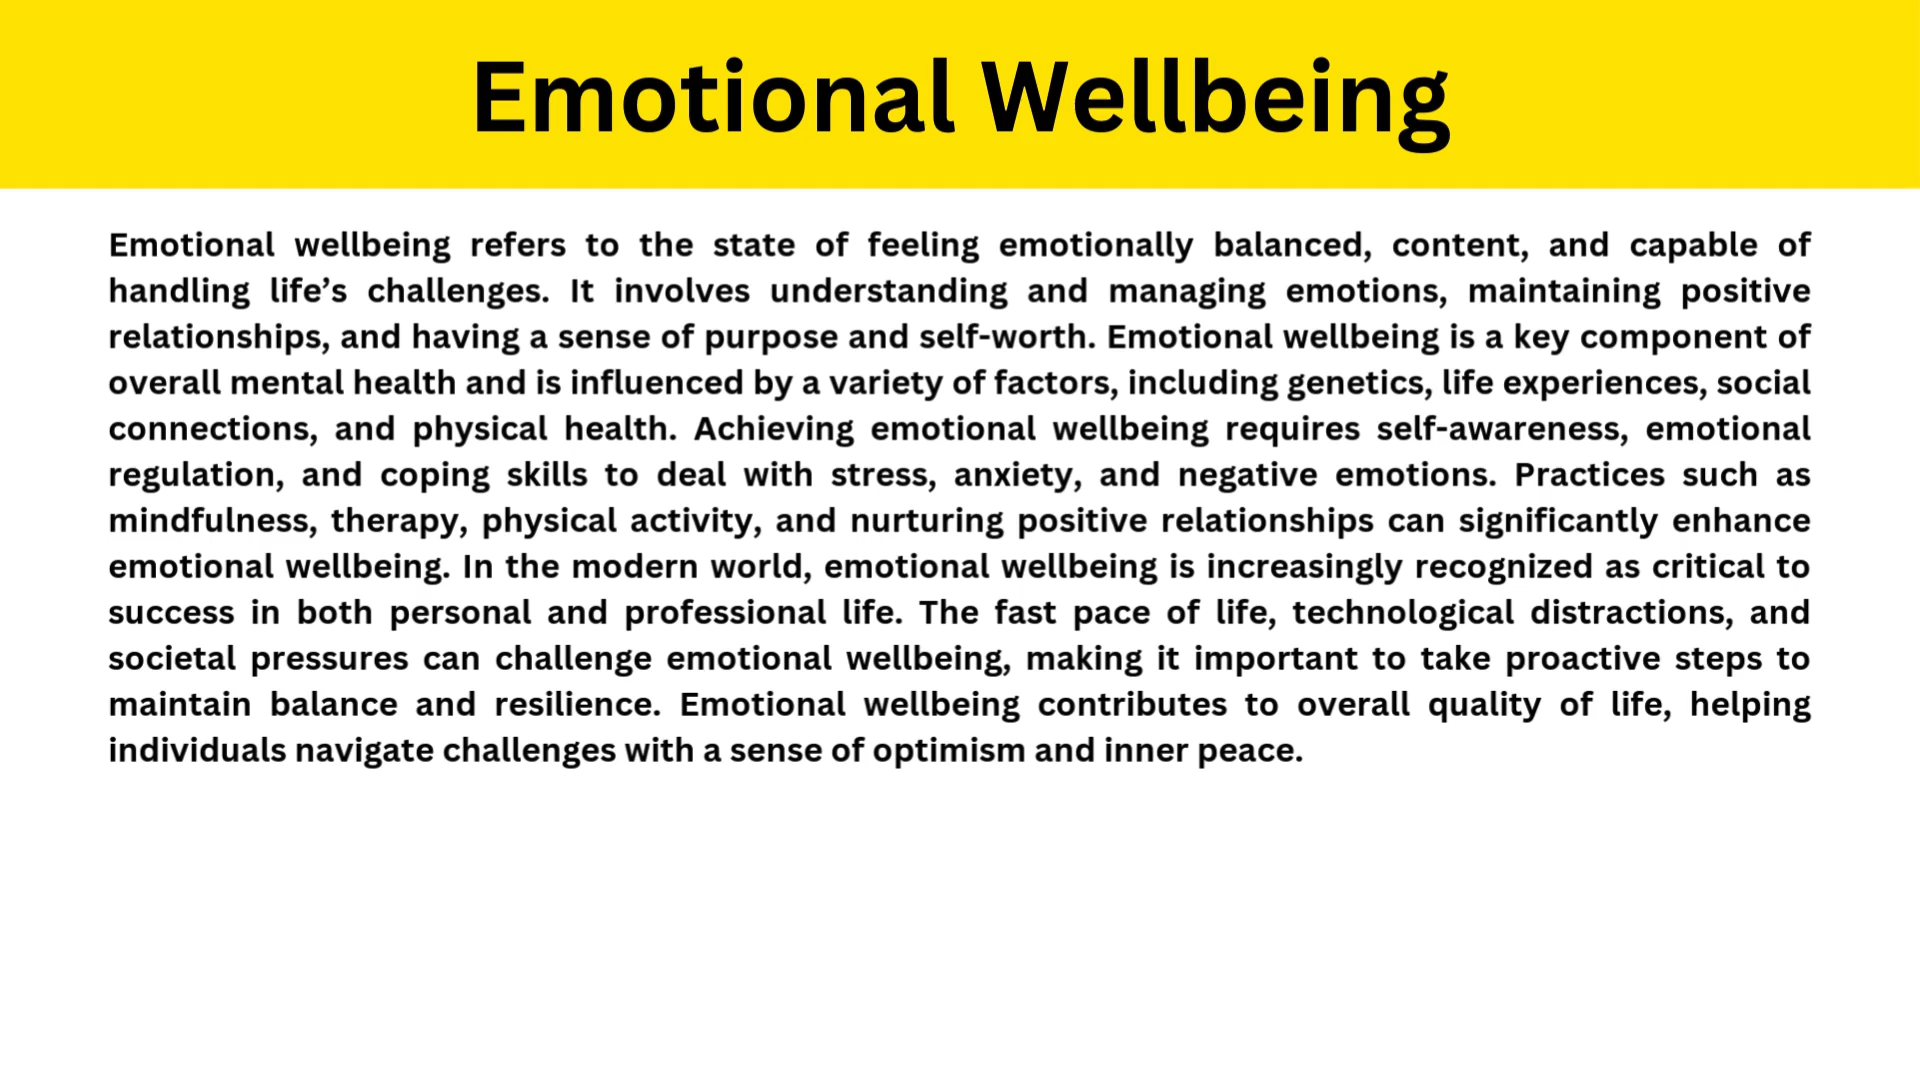 Emotional Wellbeing
Emotional wellbeing refers to the state of feeling emotionally balanced, content, and capable of
handling life’s challenges. It involves understanding and managing emotions, maintaining positive
relationships, and having a sense of purpose and self-worth. Emotional wellbeing is a key component of
overall mental health and is influenced by a variety of factors, including genetics, life experiences, social
connections, and physical health. Achieving emotional wellbeing requires self-awareness, emotional
regulation, and coping skills to deal with stress, anxiety, and negative emotions. Practices such as
mindfulness, therapy, physical activity, and nurturing positive relationships can significantly enhance
emotional wellbeing. In the modern world, emotional wellbeing is increasingly recognized as critical to
success in both personal and professional life. The fast pace of life, technological distractions, and
societal pressures can challenge emotional wellbeing, making it important to take proactive steps to
maintain balance and resilience. Emotional wellbeing contributes to overall quality of life, helping
individuals navigate challenges with a sense of optimism and inner peace.